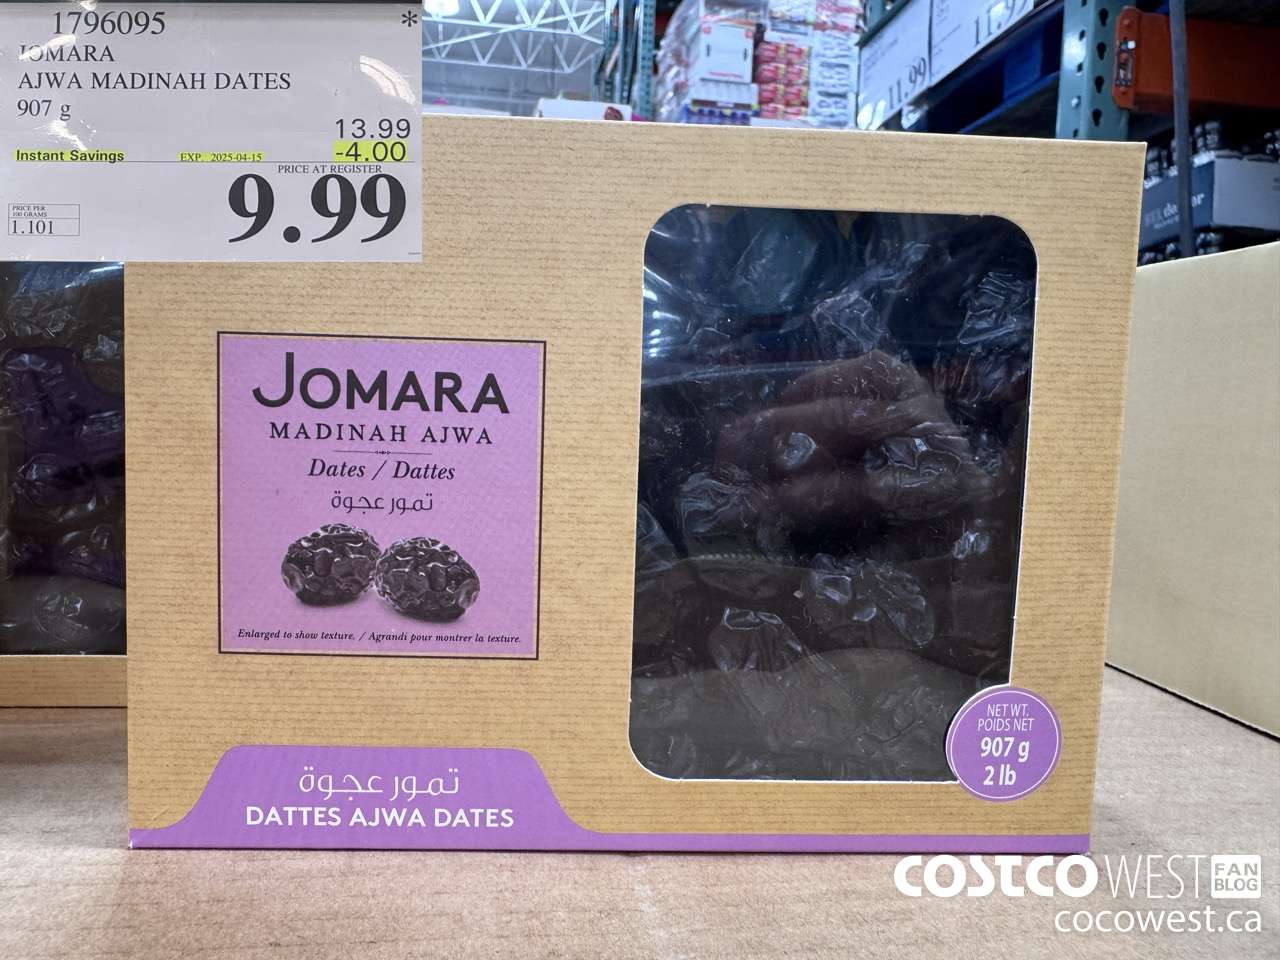 1796095 *
JOMARA
AJWA MADINAH DATES
907 g
13.99
Instant Savings EXP. 2025-04-15 -4.00
PRICE AT REGISTER
9.99
PRICE PER
100 GRAMS
1.101
11.99
11.99
JOMARA
MADINAH AJWA
Dates / Dattes
تمور عجوة
Enlarged to show texture. / Agrandi pour montrer la texture.
NET WT.
POIDS NET
907 g
2 lb
تمور عجوة
DATTES AJWA DATES
COSTCO WEST FAN BLOG
cocowest.ca